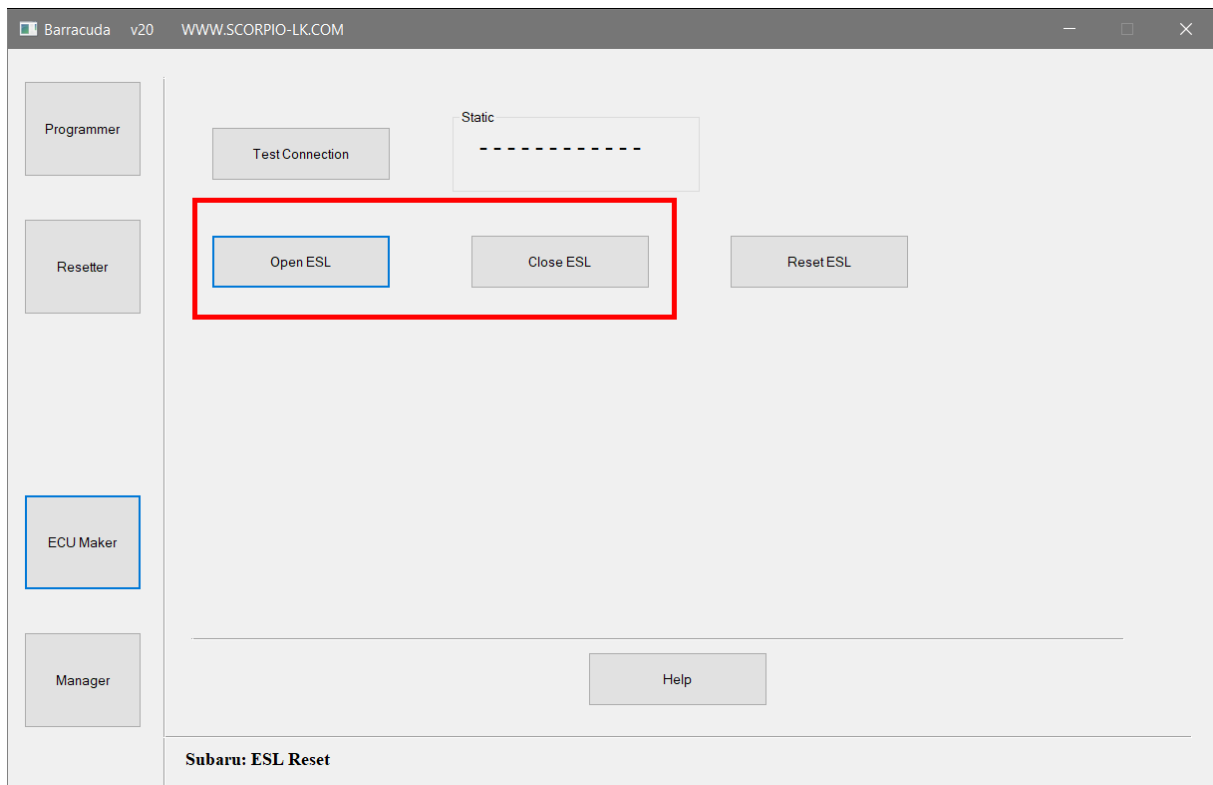 Barracuda v20 WWW.SCORPIO-LK.COM
Programmer
Test Connection
Static
------------
Resetter
Open ESL
Close ESL
Reset ESL
ECU Maker
Manager
Help
Subaru: ESL Reset